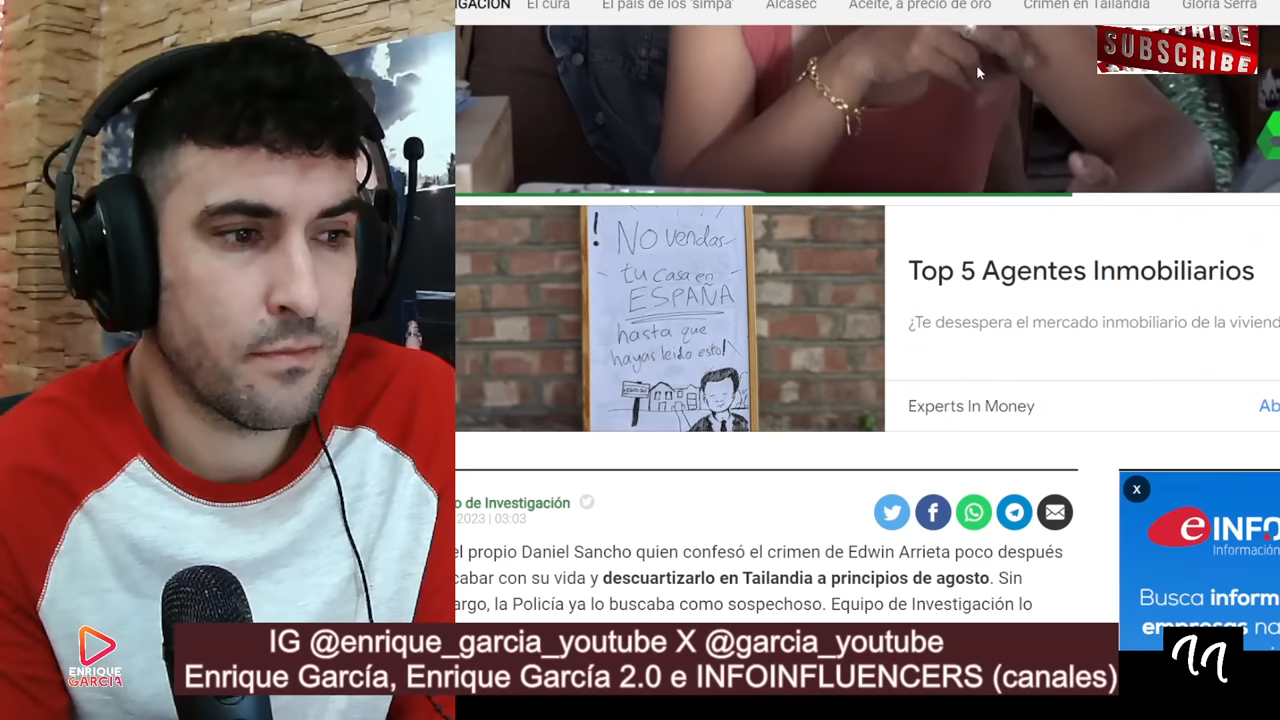 IGACIÓN El cura El país de los 'simpa' Alcasec Aceite, a precio de oro Crimen en Tailandia Gloria Serra
SUBSCRIBE
! No vendas
tu casa en
ESPAÑA
hasta que
hayas leido esto!
Top 5 Agentes Inmobiliarios
¿Te desespera el mercado inmobiliario de la viviend
Experts In Money
Ab
o de Investigación
2023 | 03:03
X
eINFO
Información
Busca inform
empresas na
el propio Daniel Sancho quien confesó el crimen de Edwin Arrieta poco después
cabar con su vida y descuartizarlo en Tailandia a principios de agosto. Sin
argo, la Policía ya lo buscaba como sospechoso. Equipo de Investigación lo
IG @enrique_garcia_youtube X @garcia_youtube
Enrique García, Enrique García 2.0 e INFOINFLUENCERS (canales)
ENRIQUE
GARCÍA